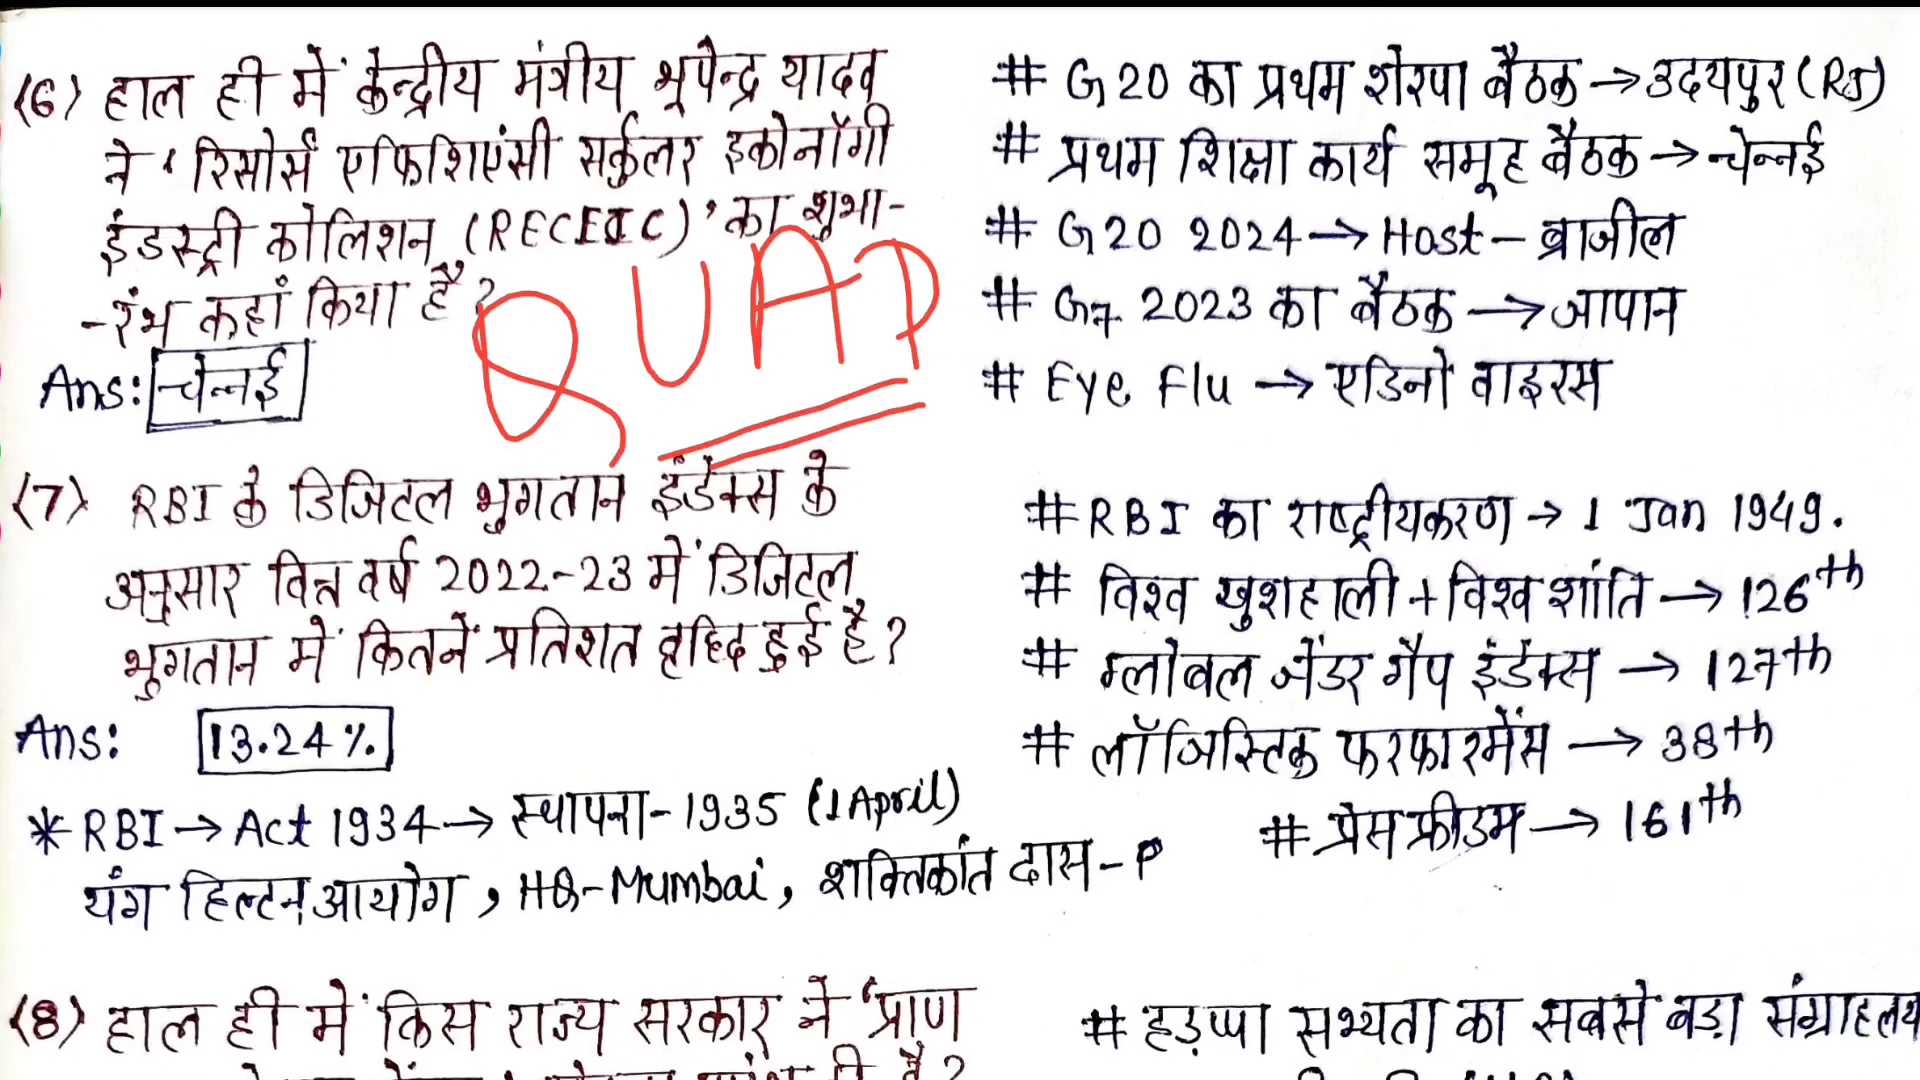 (6) हाल ही में केन्द्रीय मंत्रीय भूपेन्द्र यादव
ने 'रिसोर्स एफिशिएंसी सर्कुलर इकोनॉमी
इंडस्ट्री कोलिशन (RECEIC)' का शुभा-
-रंभ कहां किया है?
Ans: चेन्नई
QUAD
# G20 का प्रथम शेरपा बैठक → उदयपुर (RJ)
# प्रथम शिक्षा कार्य समूह बैठक → चेन्नई
# G20 2024 → Host - ब्राजील
# G7 2023 का बैठक → जापान
# Eye Flu → एडिनो वाइरस
(7) RBI के डिजिटल भुगतान इंडेक्स के
अनुसार वित्त वर्ष 2022-23 में डिजिटल
भुगतान में कितनें प्रतिशत वृद्धि हुई है?
Ans: 13.24%.
* RBI → Act 1934 → स्थापना - 1935 (1 April)
यंग हिल्टन आयोग, HQ-Mumbai, शक्तिकांत दास - P
# RBI का राष्ट्रीयकरण → 1 Jan 1949.
# विश्व खुशहाली + विश्व शांति → 126th
# ग्लोबल जेंडर गैप इंडेक्स → 127th
# लॉजिस्टिक फरफारमेंस → 38th
# प्रेस फ्रीडम → 161th
(8) हाल ही में किस राज्य सरकार ने 'प्राण
# हड़प्पा सभ्यता का सबसे बड़ा संग्राहलय